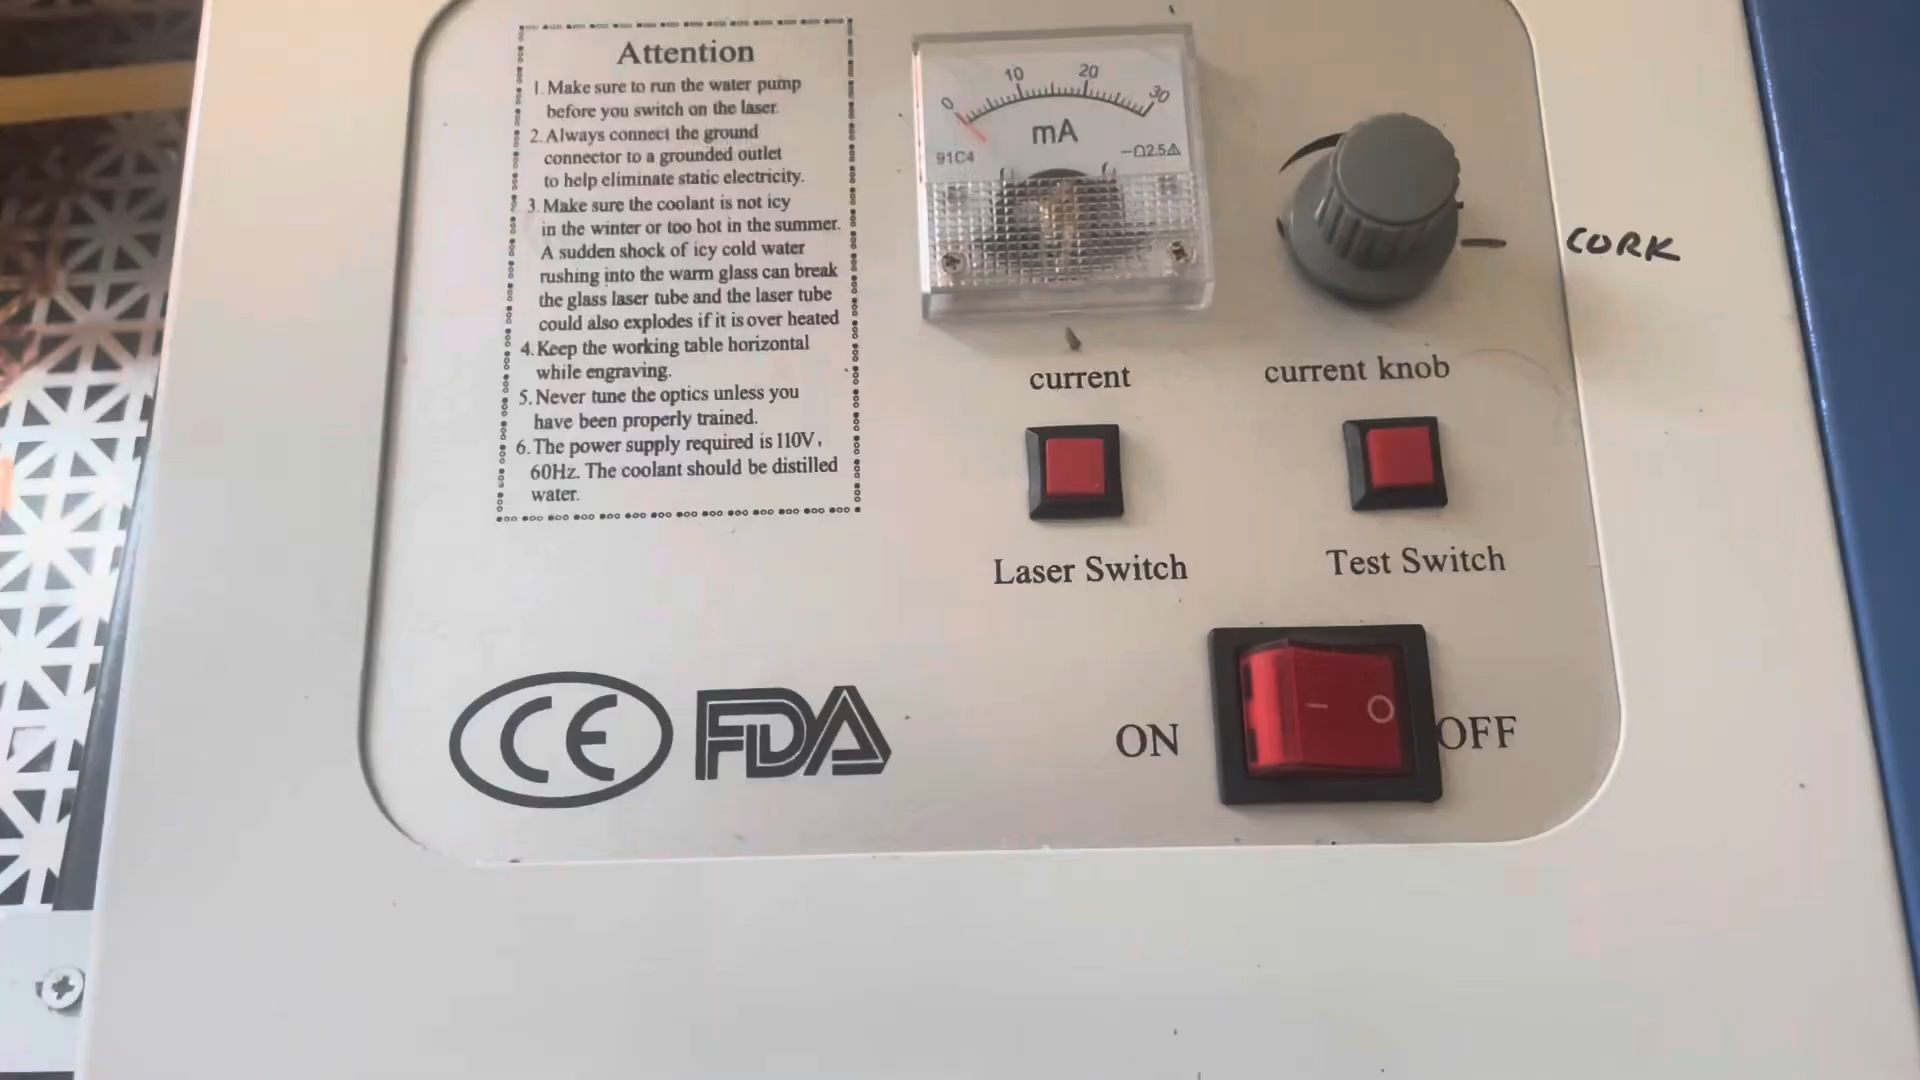 Attention
1. Make sure to run the water pump
before you switch on the laser.
2. Always connect the ground
connector to a grounded outlet
to help eliminate static electricity.
3. Make sure the coolant is not icy
in the winter or too hot in the summer.
A sudden shock of icy cold water
rushing into the warm glass can break
the glass laser tube and the laser tube
could also explodes if it is over heated
4. Keep the working table horizontal
while engraving.
5. Never tune the optics unless you
have been properly trained.
6. The power supply required is 110V,
60Hz. The coolant should be distilled
water.
0 10 20 30
mA
91C4
2.5
CORK
current
current knob
Laser Switch
Test Switch
CE FDA
ON
OFF